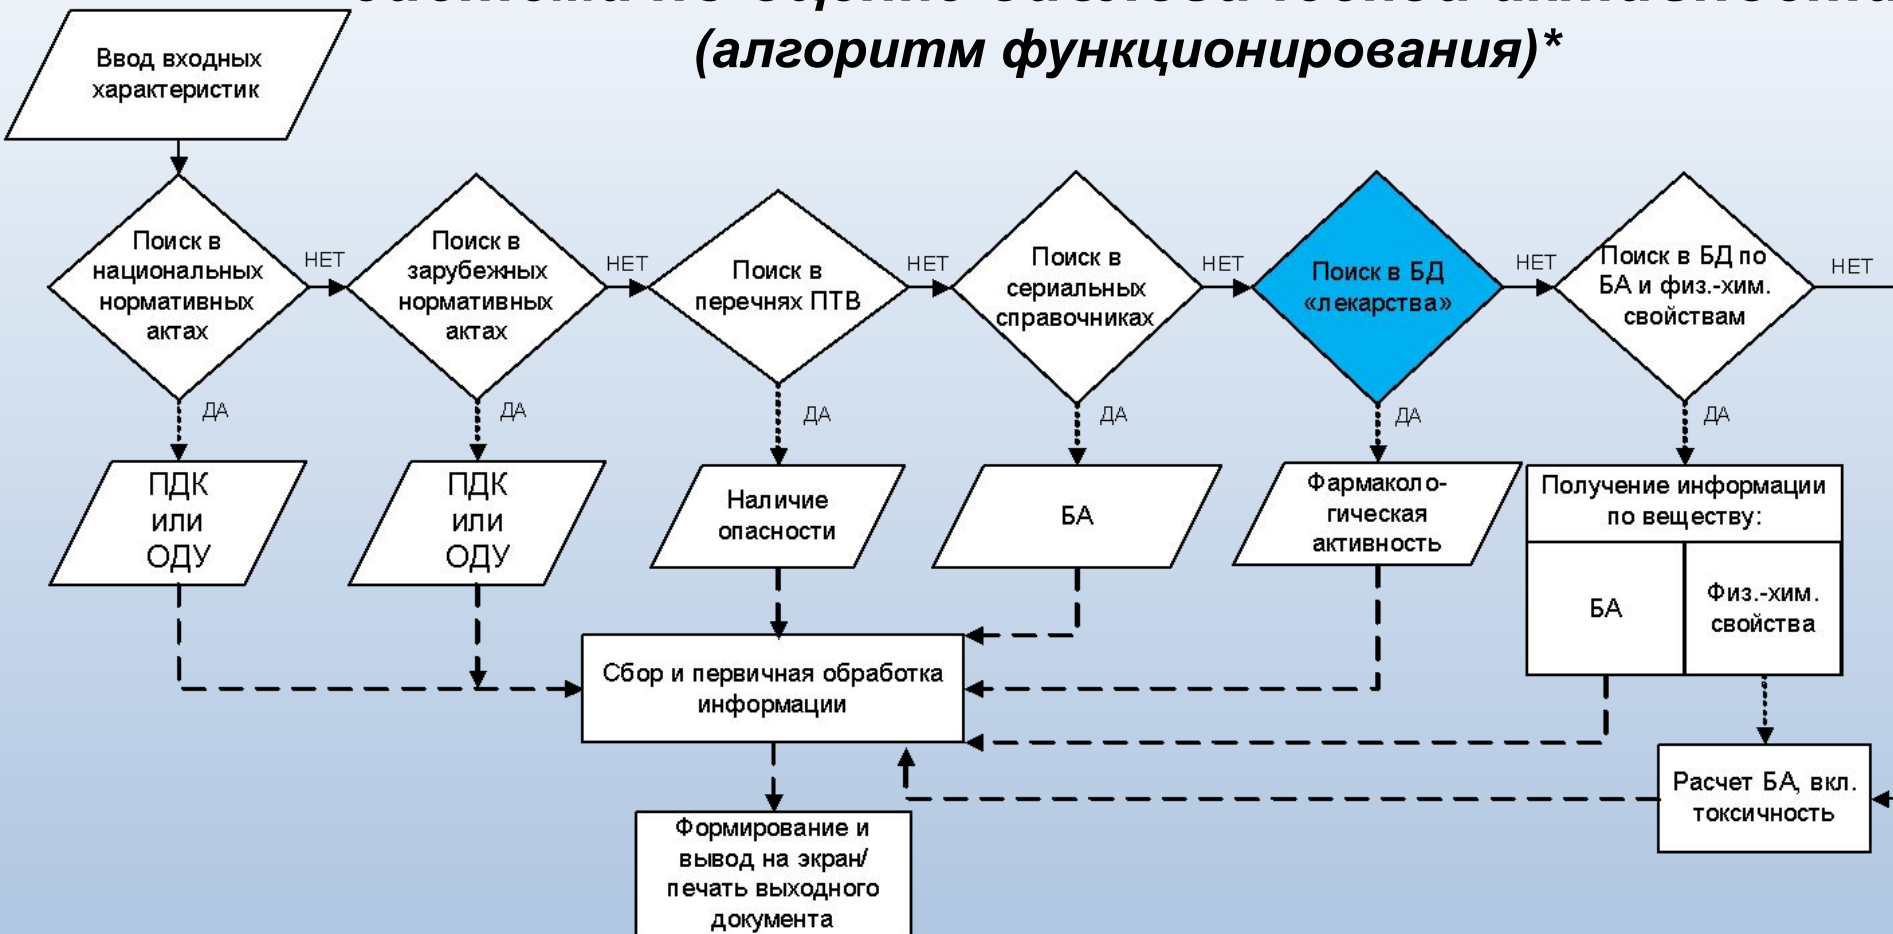 (алгоритм функционирования)*
Ввод входных
характеристик
Поиск в
национальных
нормативных
актах
НЕТ
Поиск в
зарубежных
нормативных
актах
НЕТ
Поиск в
перечнях ПТВ
НЕТ
Поиск в
сериальных
справочниках
НЕТ
Поиск в БД
«лекарства»
НЕТ
Поиск в БД по
БА и физ.-хим.
свойствам
НЕТ
ДА
ДА
ДА
ДА
ДА
ДА
ПДК
или
ОДУ
ПДК
или
ОДУ
Наличие
опасности
БА
Фармаколо-
гическая
активность
Получение информации
по веществу:
БА
Физ.-хим.
свойства
Сбор и первичная обработка
информации
Расчет БА, вкл.
токсичность
Формирование и
вывод на экран/
печать выходного
документа